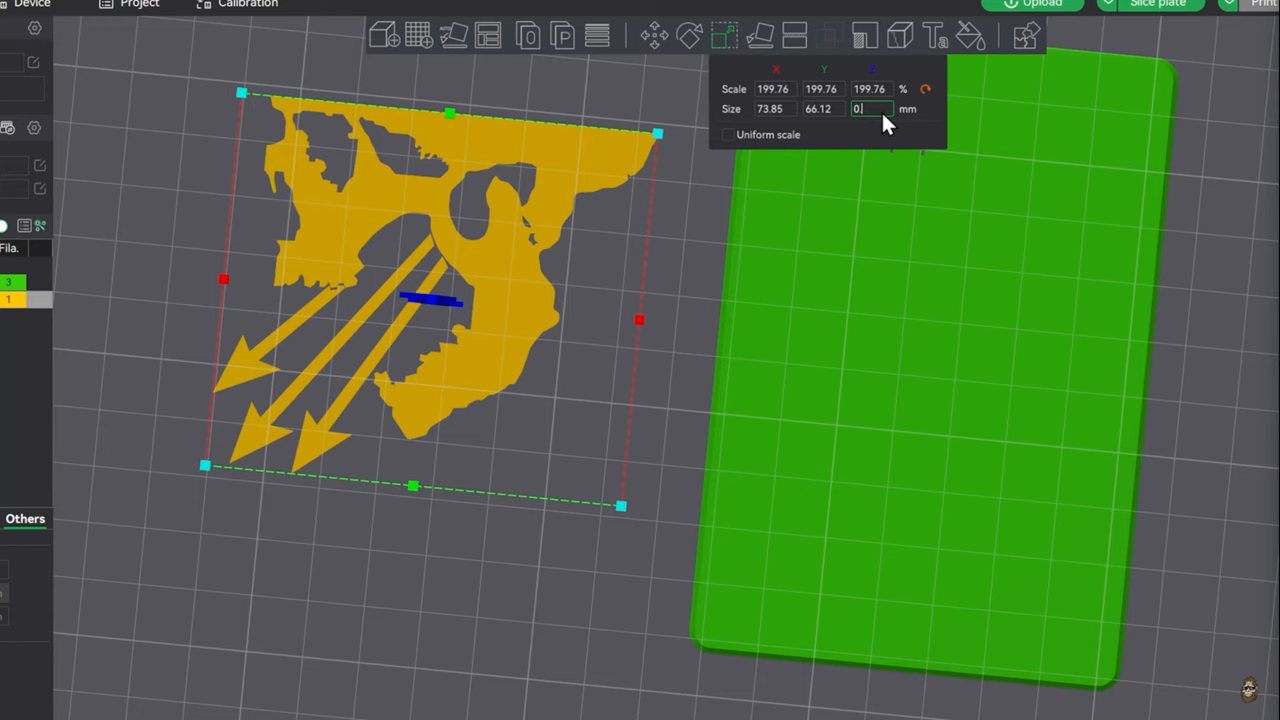 Device Project Calibration Upload Slice plate Print
X Y Z
Scale 199.76 199.76 199.76 %
Size 73.85 66.12 0. mm
Uniform scale
Fila.
3
1
Others